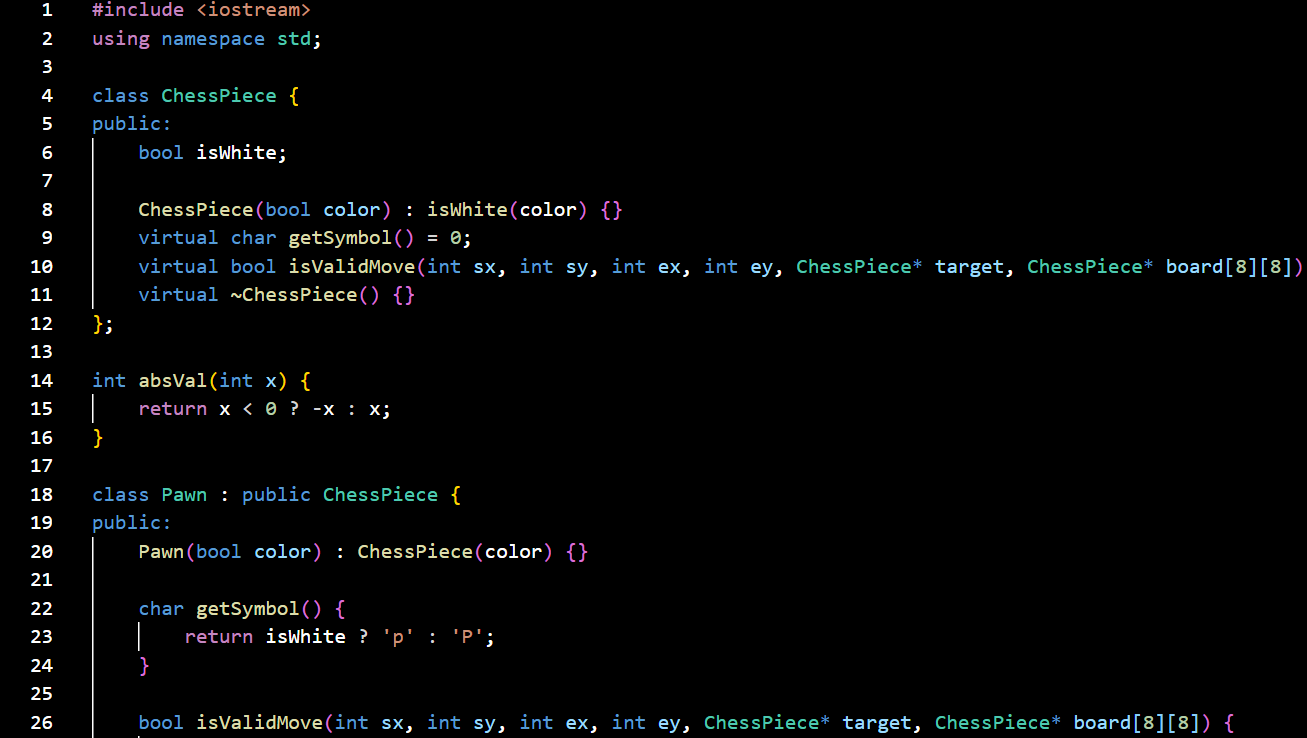 1 #include <iostream>
2 using namespace std;
3
4 class ChessPiece {
5 public:
6     bool isWhite;
7
8     ChessPiece(bool color) : isWhite(color) {}
9     virtual char getSymbol() = 0;
10     virtual bool isValidMove(int sx, int sy, int ex, int ey, ChessPiece* target, ChessPiece* board[8][8])
11     virtual ~ChessPiece() {}
12 };
13
14 int absVal(int x) {
15     return x < 0 ? -x : x;
16 }
17
18 class Pawn : public ChessPiece {
19 public:
20     Pawn(bool color) : ChessPiece(color) {}
21
22     char getSymbol() {
23         return isWhite ? 'p' : 'P';
24     }
25
26     bool isValidMove(int sx, int sy, int ex, int ey, ChessPiece* target, ChessPiece* board[8][8]) {